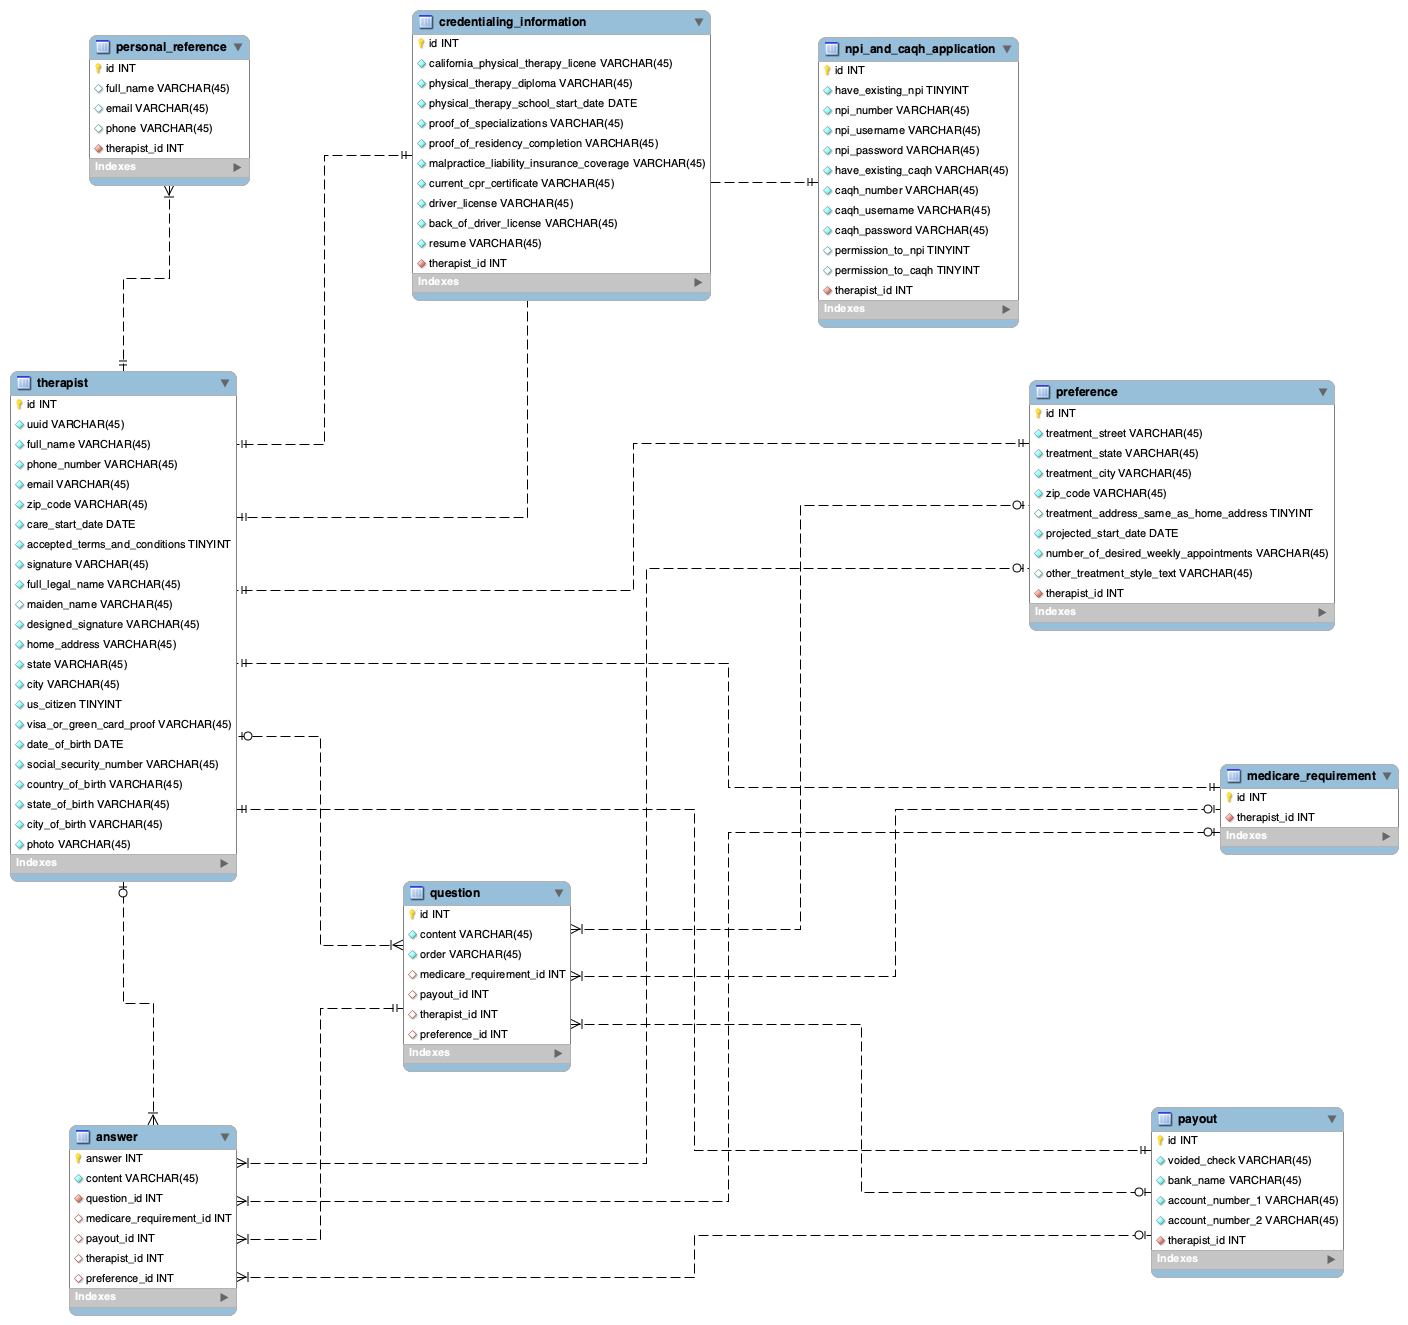 personal_reference
id INT
full_name VARCHAR(45)
email VARCHAR(45)
phone VARCHAR(45)
therapist_id INT
Indexes
credentialing_information
id INT
california_physical_therapy_licene VARCHAR(45)
physical_therapy_diploma VARCHAR(45)
physical_therapy_school_start_date DATE
proof_of_specializations VARCHAR(45)
proof_of_residency_completion VARCHAR(45)
malpractice_liability_insurance_coverage VARCHAR(45)
current_cpr_certificate VARCHAR(45)
driver_license VARCHAR(45)
back_of_driver_license VARCHAR(45)
resume VARCHAR(45)
therapist_id INT
Indexes
npi_and_caqh_application
id INT
have_existing_npi TINYINT
npi_number VARCHAR(45)
npi_username VARCHAR(45)
npi_password VARCHAR(45)
have_existing_caqh VARCHAR(45)
caqh_number VARCHAR(45)
caqh_username VARCHAR(45)
caqh_password VARCHAR(45)
permission_to_npi TINYINT
permission_to_caqh TINYINT
therapist_id INT
Indexes
therapist
id INT
uuid VARCHAR(45)
full_name VARCHAR(45)
phone_number VARCHAR(45)
email VARCHAR(45)
zip_code VARCHAR(45)
care_start_date DATE
accepted_terms_and_conditions TINYINT
signature VARCHAR(45)
full_legal_name VARCHAR(45)
maiden_name VARCHAR(45)
designed_signature VARCHAR(45)
home_address VARCHAR(45)
state VARCHAR(45)
city VARCHAR(45)
us_citizen TINYINT
visa_or_green_card_proof VARCHAR(45)
date_of_birth DATE
social_security_number VARCHAR(45)
country_of_birth VARCHAR(45)
state_of_birth VARCHAR(45)
city_of_birth VARCHAR(45)
photo VARCHAR(45)
Indexes
preference
id INT
treatment_street VARCHAR(45)
treatment_state VARCHAR(45)
treatment_city VARCHAR(45)
zip_code VARCHAR(45)
treatment_address_same_as_home_address TINYINT
projected_start_date DATE
number_of_desired_weekly_appointments VARCHAR(45)
other_treatment_style_text VARCHAR(45)
therapist_id INT
Indexes
medicare_requirement
id INT
therapist_id INT
Indexes
question
id INT
content VARCHAR(45)
order VARCHAR(45)
medicare_requirement_id INT
payout_id INT
therapist_id INT
preference_id INT
Indexes
answer
answer INT
content VARCHAR(45)
question_id INT
medicare_requirement_id INT
payout_id INT
therapist_id INT
preference_id INT
Indexes
payout
id INT
voided_check VARCHAR(45)
bank_name VARCHAR(45)
account_number_1 VARCHAR(45)
account_number_2 VARCHAR(45)
therapist_id INT
Indexes